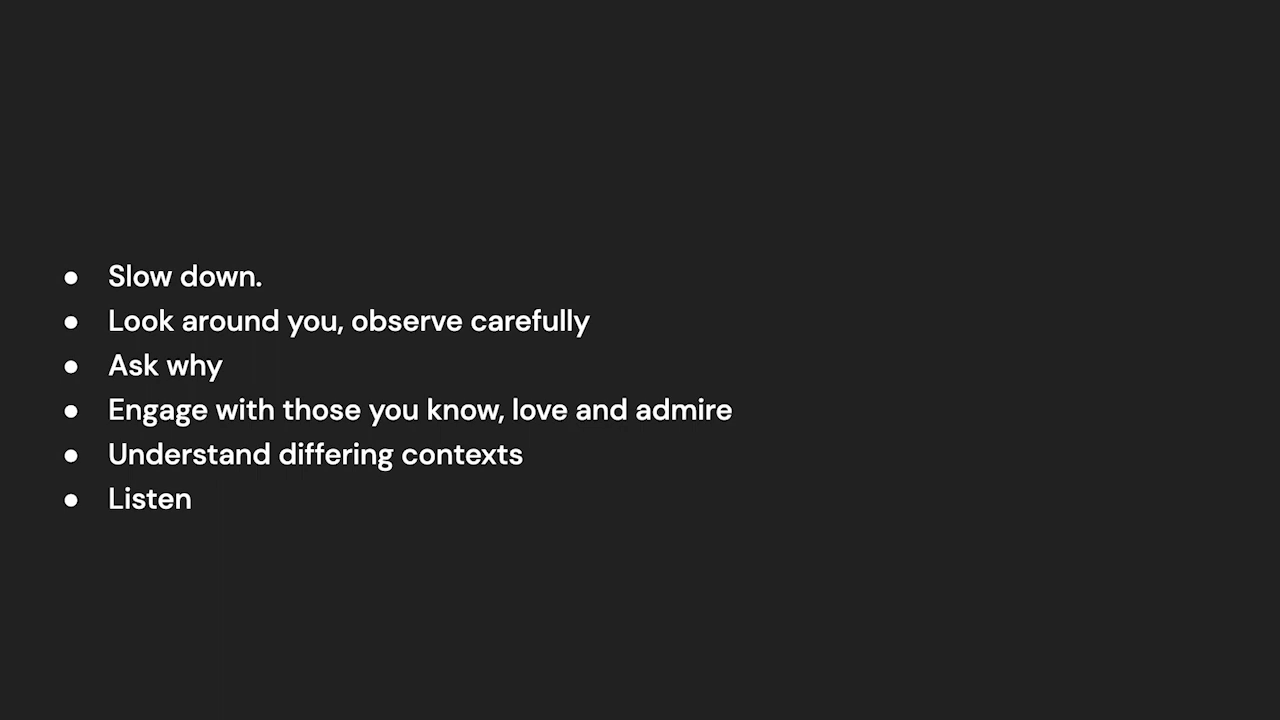 ● Slow down.
● Look around you, observe carefully
● Ask why
● Engage with those you know, love and admire
● Understand differing contexts
● Listen